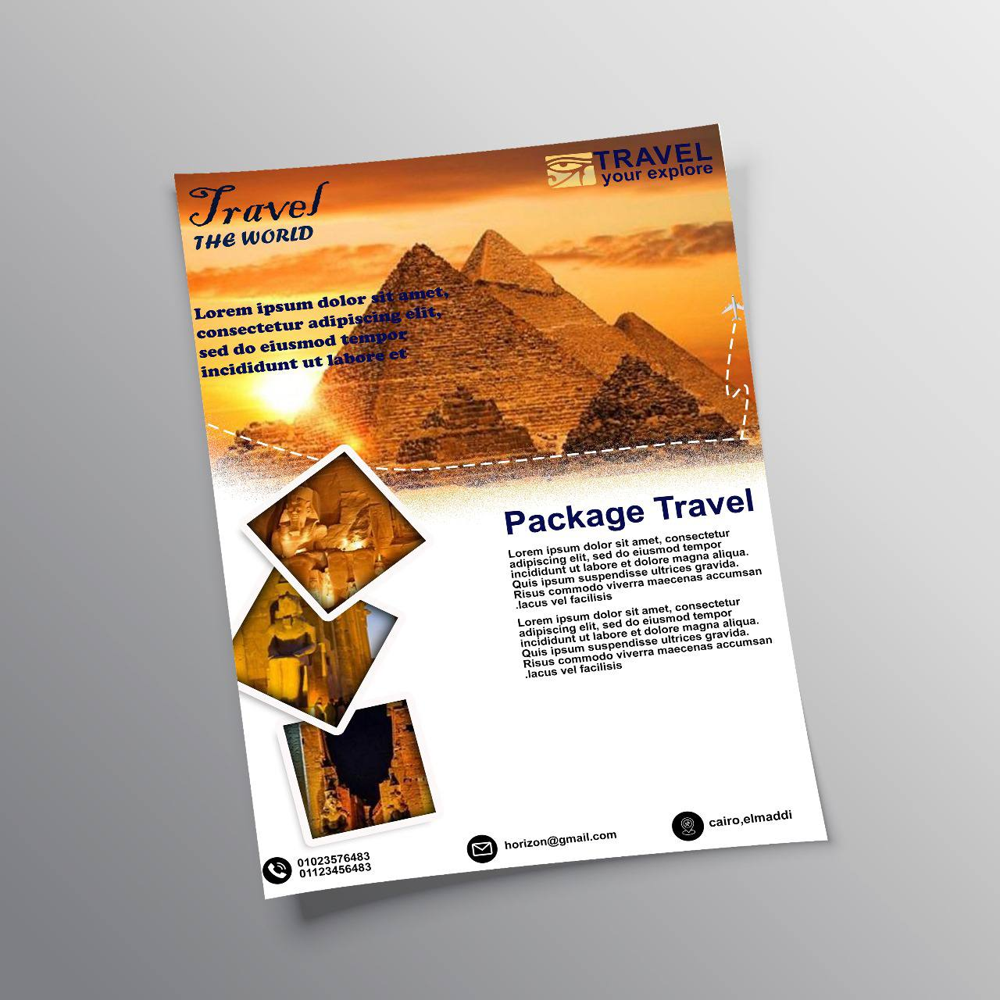 TRAVEL
your explore
Travel
THE WORLD
Lorem ipsum dolor sit amet,
consectetur adipiscing elit,
sed do eiusmod tempor
incididunt ut labore et
Package Travel
Lorem ipsum dolor sit amet, consectetur
adipiscing elit, sed do eiusmod tempor
incididunt ut labore et dolore magna aliqua.
Quis ipsum suspendisse ultrices gravida.
Risus commodo viverra maecenas accumsan
.lacus vel facilisis
Lorem ipsum dolor sit amet, consectetur
adipiscing elit, sed do eiusmod tempor
incididunt ut labore et dolore magna aliqua.
Quis ipsum suspendisse ultrices gravida.
Risus commodo viverra maecenas accumsan
.lacus vel facilisis
01023576483
01123456483
horizon@gmail.com
cairo,elmaddi